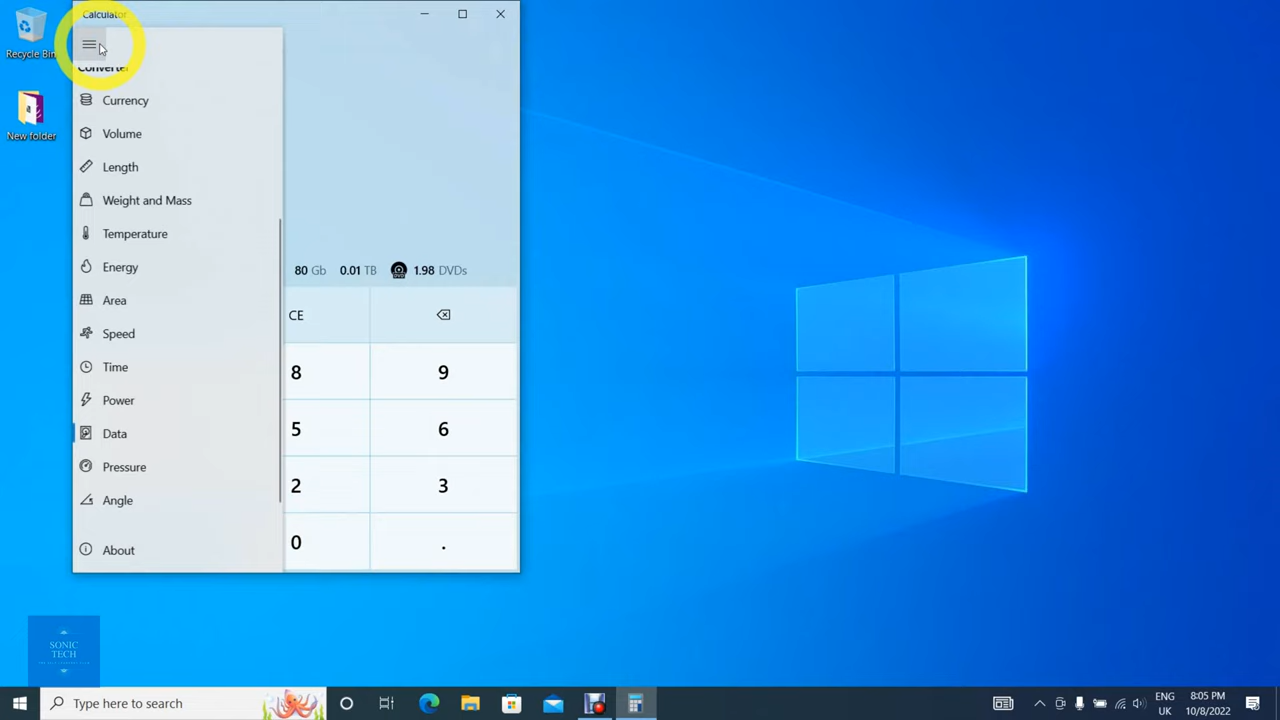 Calculator
Recycle Bin
New folder
Converter
Currency
Volume
Length
Weight and Mass
Temperature
Energy
Area
Speed
Time
Power
Data
Pressure
Angle
About
80 Gb 0.01 TB DVD 1.98 DVDs
CE
8 9
5 6
2 3
0 .
SONIC
TECH
Type here to search
ENG
UK
8:05 PM
10/8/2022